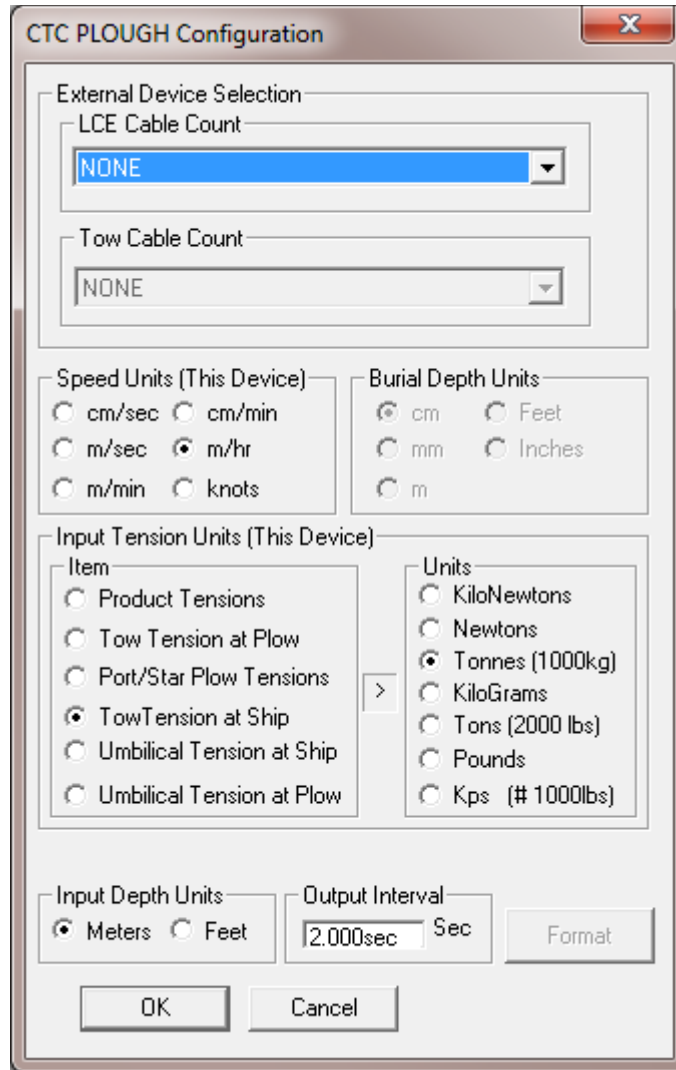 CTC PLOUGH Configuration
External Device Selection
LCE Cable Count
NONE
Tow Cable Count
NONE
Speed Units (This Device)
cm/sec cm/min
m/sec m/hr
m/min knots
Burial Depth Units
cm Feet
mm Inches
m
Input Tension Units (This Device)
Item
Product Tensions
Tow Tension at Plow
Port/Star Plow Tensions
TowTension at Ship
Umbilical Tension at Ship
Umbilical Tension at Plow
>
Units
KiloNewtons
Newtons
Tonnes (1000kg)
KiloGrams
Tons (2000 lbs)
Pounds
Kps (# 1000lbs)
Input Depth Units
Meters Feet
Output Interval
2.000sec Sec
Format
OK Cancel